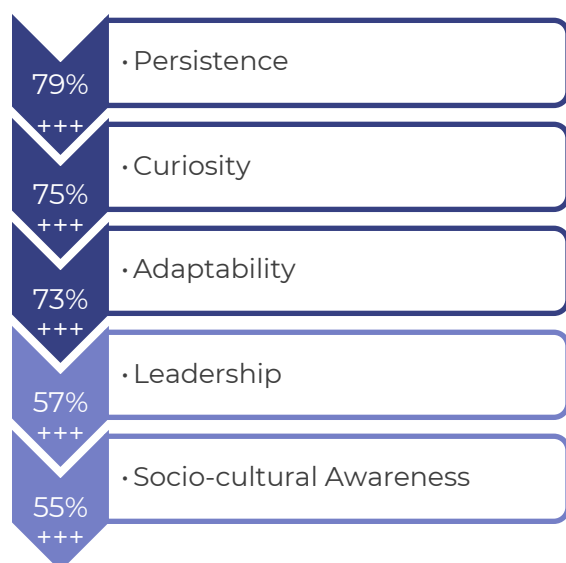 79%
+++
· Persistence
75%
+++
· Curiosity
73%
+++
· Adaptability
57%
+++
· Leadership
55%
+++
· Socio-cultural Awareness